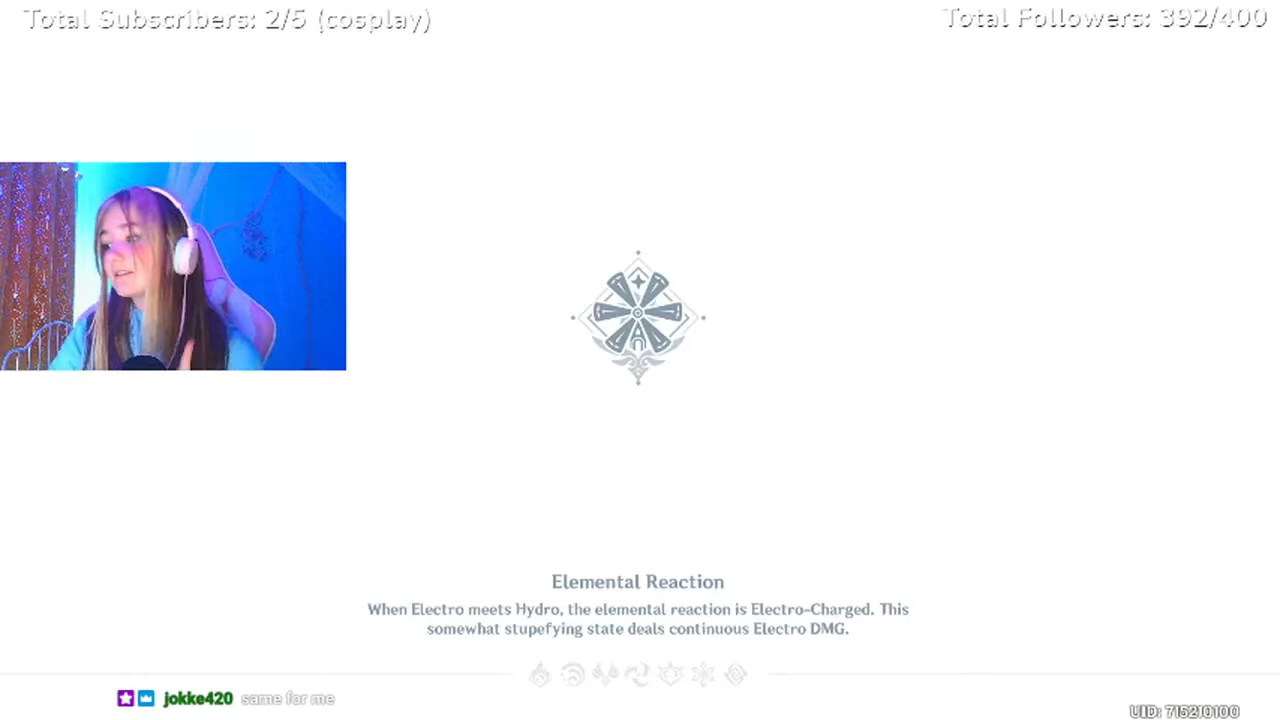 Total Subscribers: 2/5 (cosplay)
Total Followers: 392/400
Elemental Reaction
When Electro meets Hydro, the elemental reaction is Electro-Charged. This
somewhat stupefying state deals continuous Electro DMG.
jokke420 same for me
UID: 715210100